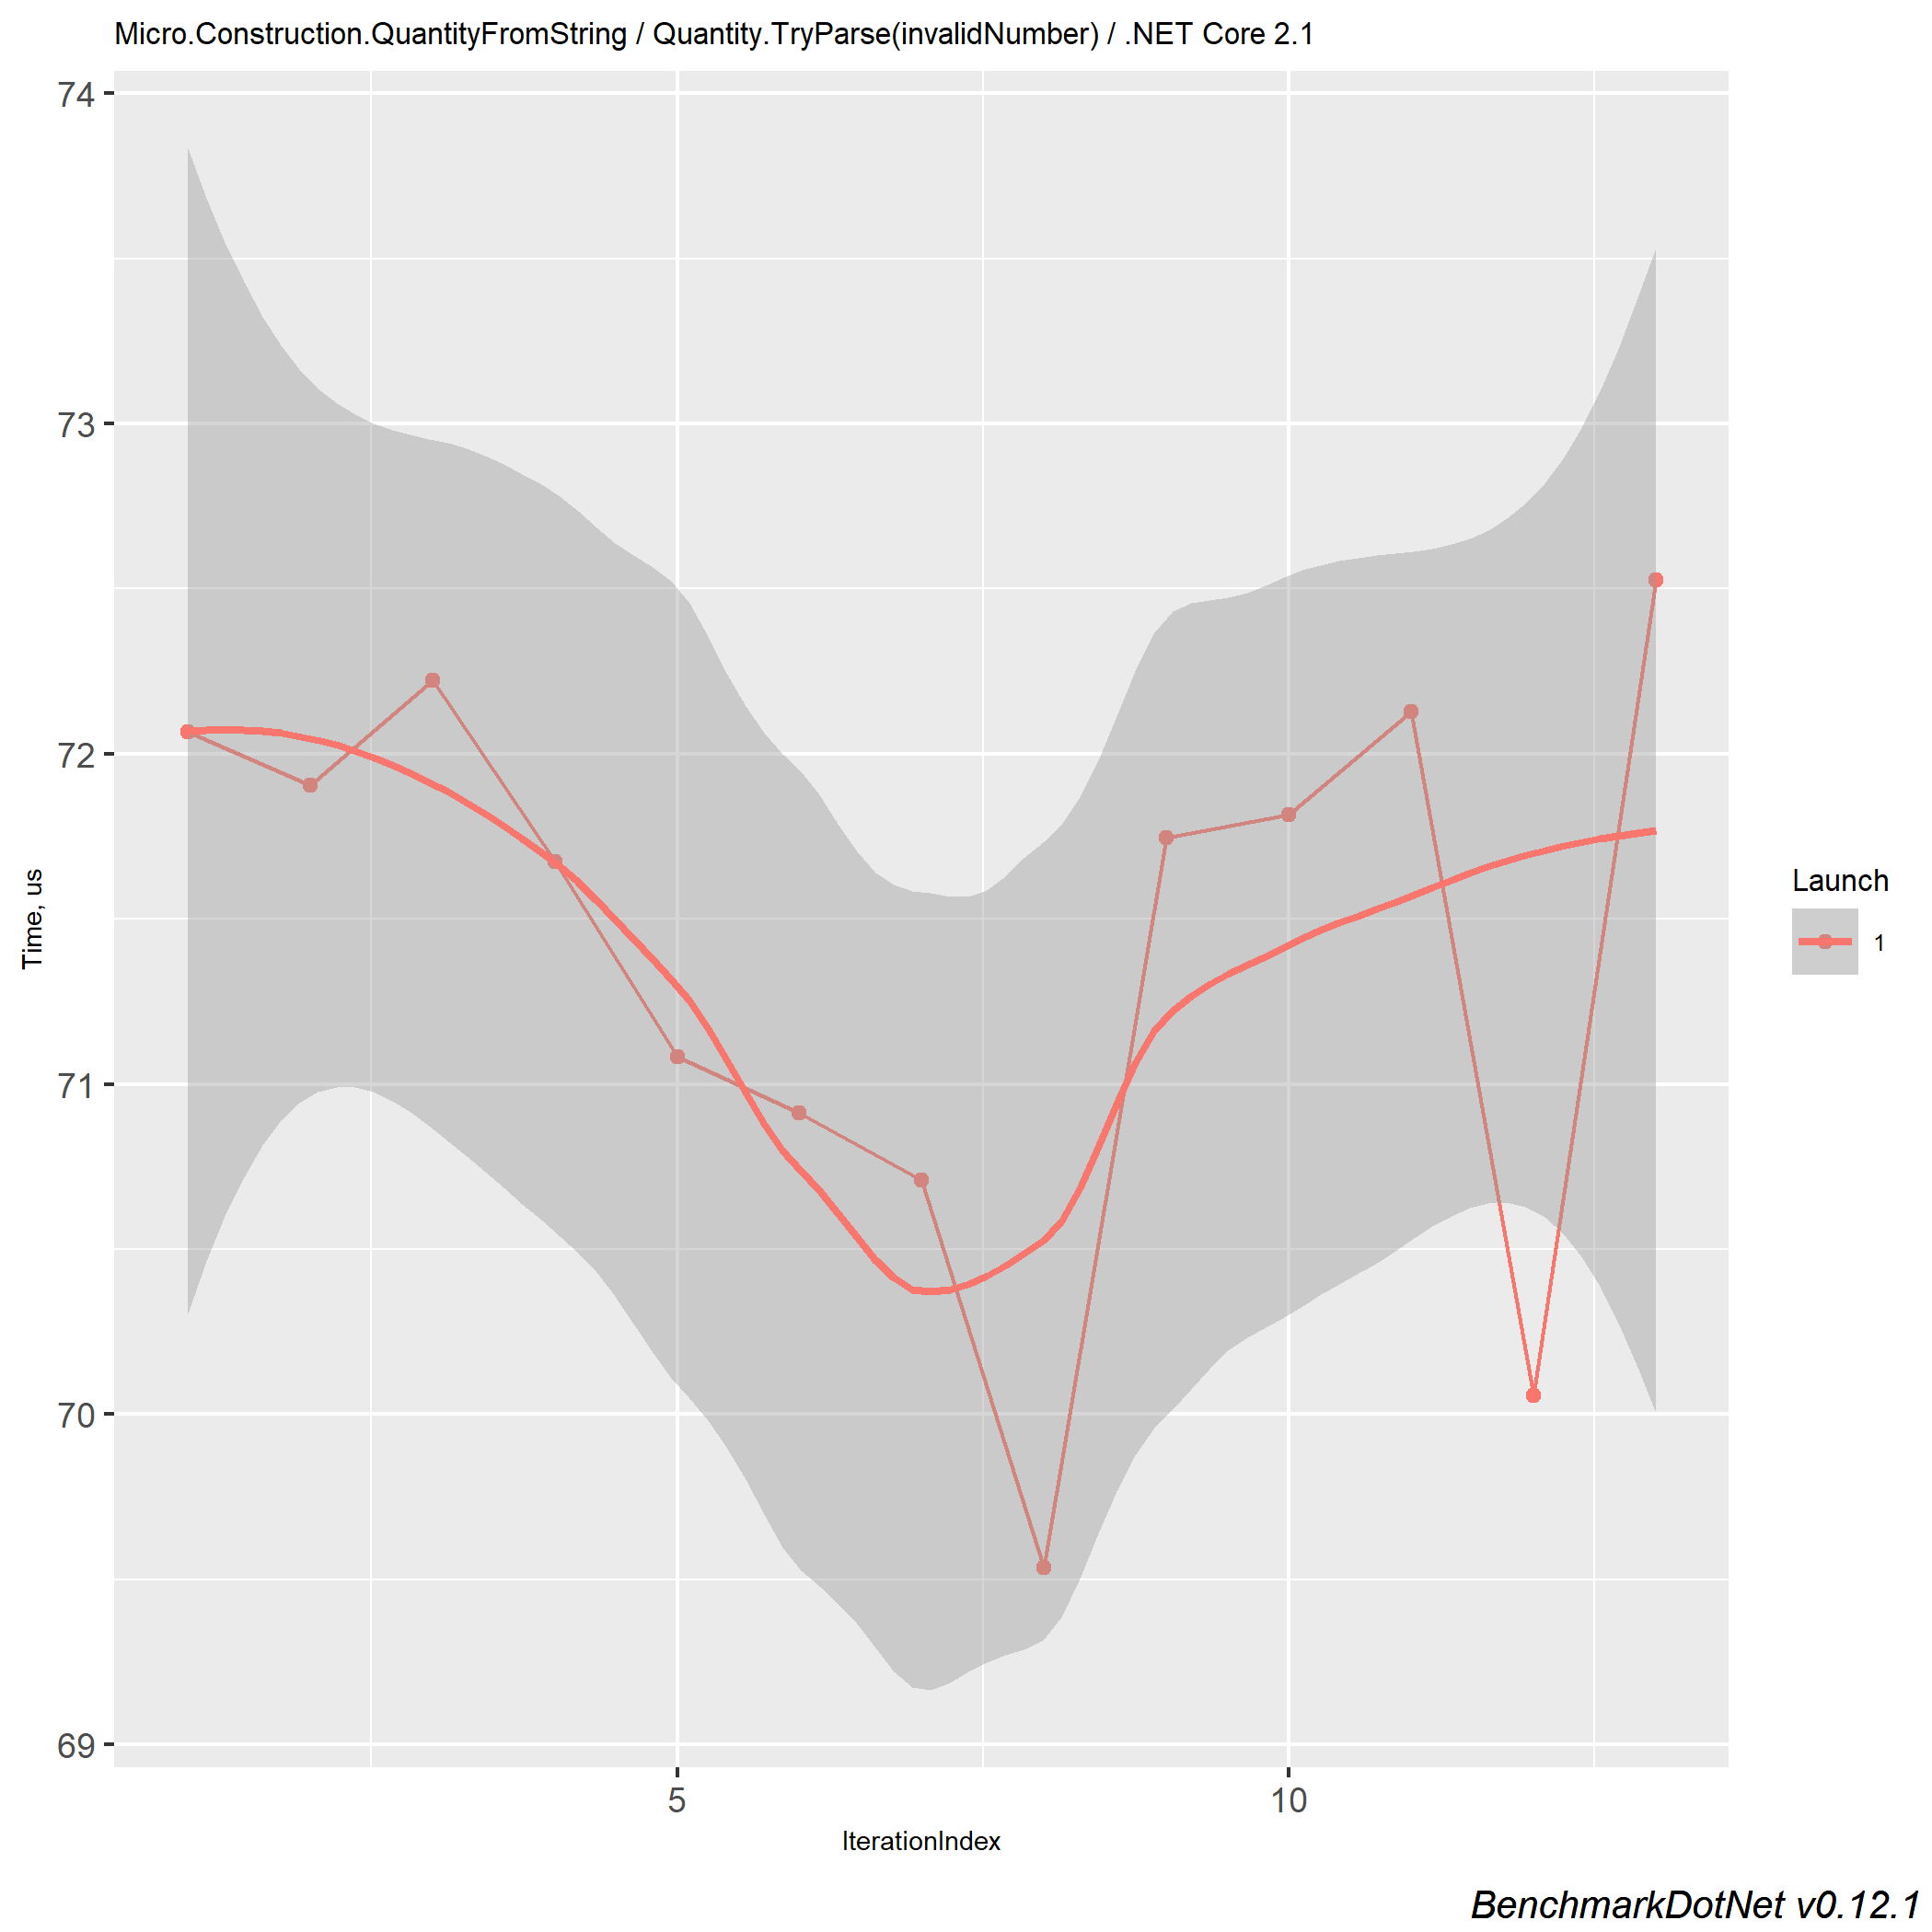 Micro.Construction.QuantityFromString / Quantity.TryParse(invalidNumber) / .NET Core 2.1
74
73
72
71
70
69
Time, us
5
10
IterationIndex
Launch
1
BenchmarkDotNet v0.12.1